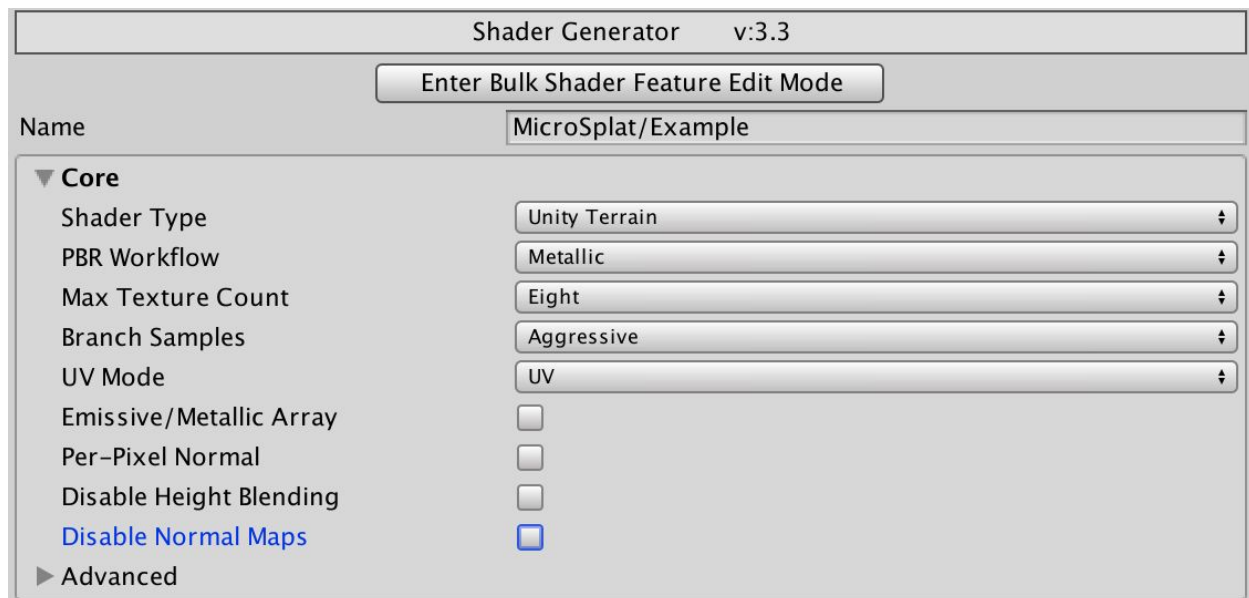 Shader Generator v:3.3
Enter Bulk Shader Feature Edit Mode
Name MicroSplat/Example
Core
Shader Type Unity Terrain
PBR Workflow Metallic
Max Texture Count Eight
Branch Samples Aggressive
UV Mode UV
Emissive/Metallic Array
Per-Pixel Normal
Disable Height Blending
Disable Normal Maps
Advanced